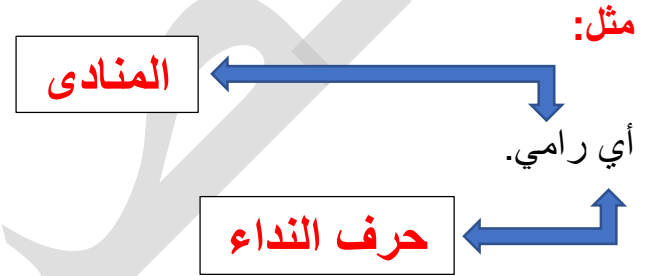 مثل:
المنادى
أي رامي.
حرف النداء